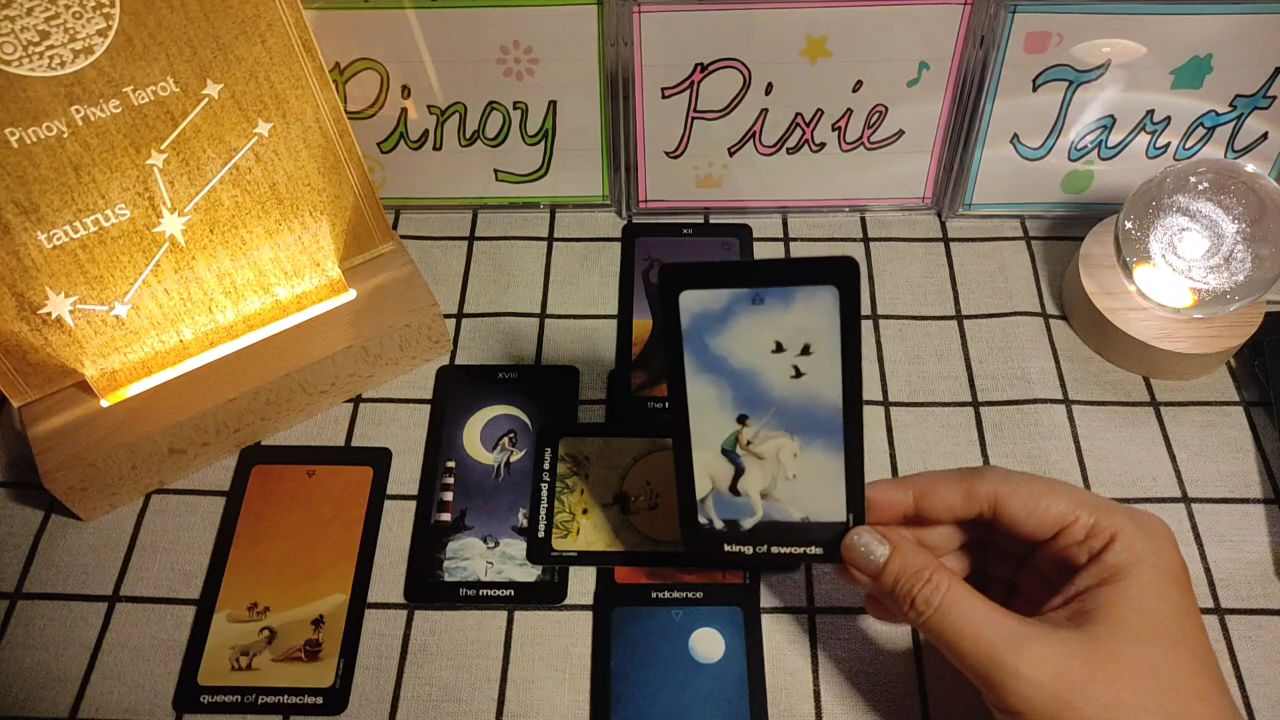 Pinoy Pixie Tarot
taurus
Pinoy
Pixie
Tarot
XII
the
XVIII
the moon
nine of pentacles
king of swords
indolence
queen of pentacles